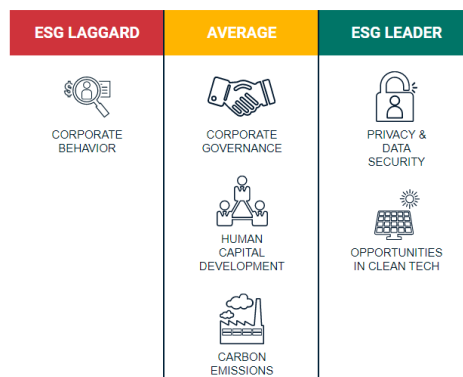 ESG LAGGARD
AVERAGE
ESG LEADER
CORPORATE
BEHAVIOR
CORPORATE
GOVERNANCE
HUMAN
CAPITAL
DEVELOPMENT
CARBON
EMISSIONS
PRIVACY &
DATA
SECURITY
OPPORTUNITIES
IN CLEAN TECH